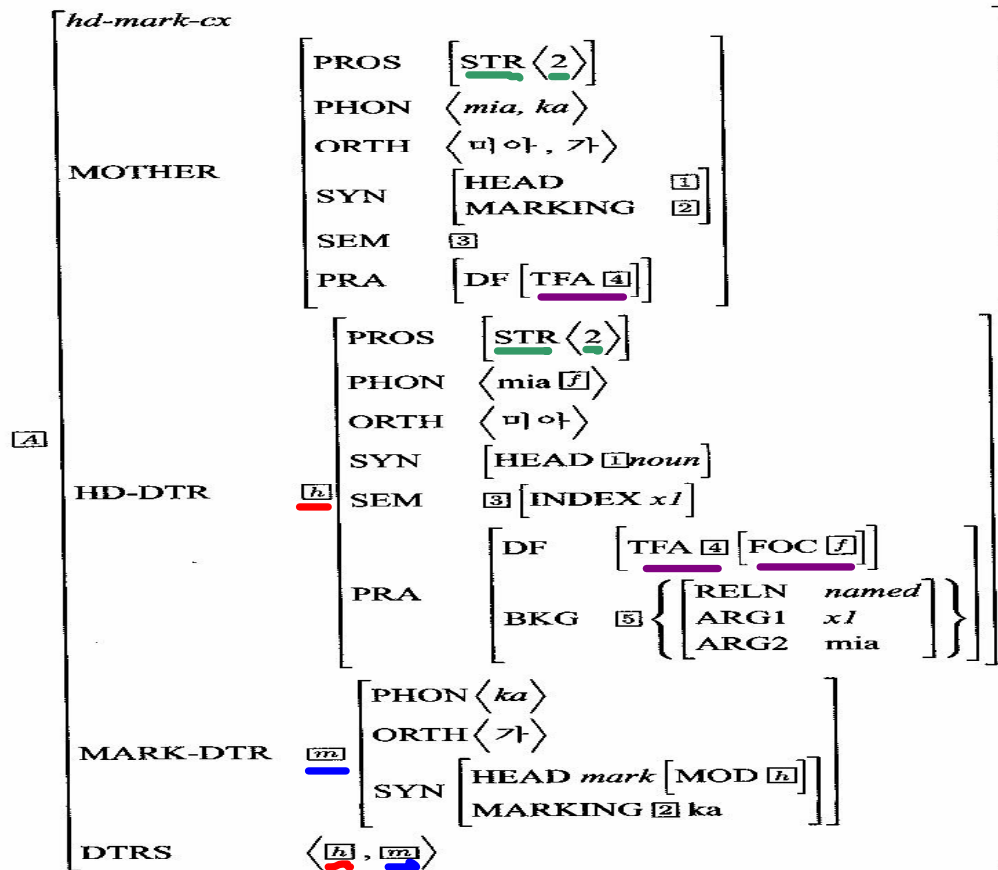 hd-mark-cx
MOTHER
PROS [STR ⟨2⟩]
PHON ⟨mia, ka⟩
ORTH ⟨미아, 가⟩
SYN [HEAD 1
MARKING 2]
SEM 3
PRA [DF [TFA 4]]
A
HD-DTR h
PROS [STR ⟨2⟩]
PHON ⟨mia f⟩
ORTH ⟨미아⟩
SYN [HEAD 1 noun]
SEM 3 [INDEX x1]
PRA
DF [TFA 4 [FOC f]]
BKG 5 { [RELN named
ARG1 x1
ARG2 mia] }
MARK-DTR m
PHON ⟨ka⟩
ORTH ⟨가⟩
SYN [HEAD mark [MOD h]
MARKING 2 ka]
DTRS ⟨h, m⟩